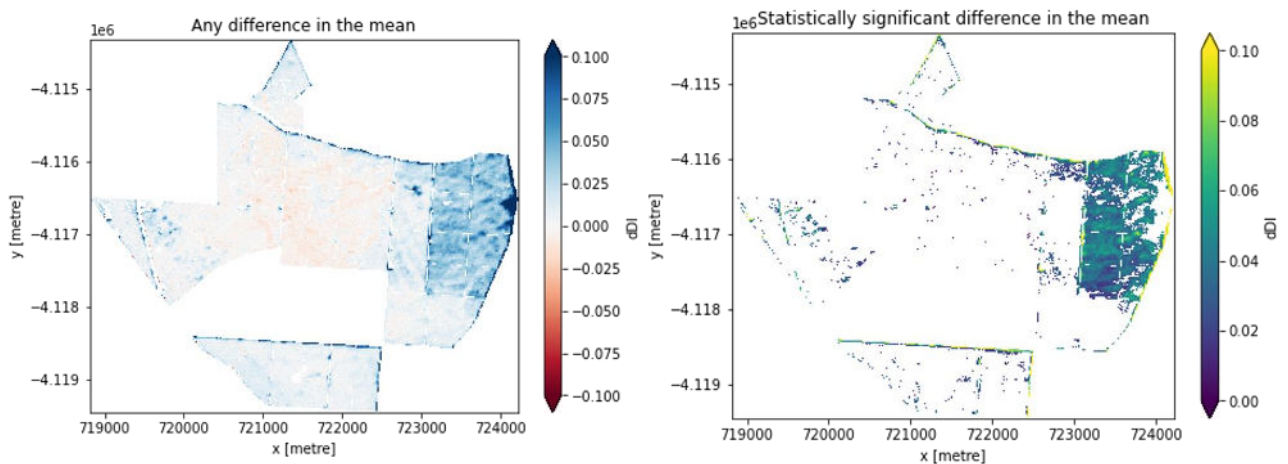 Any difference in the mean
1e6
−4.115
−4.116
−4.117
−4.118
−4.119
y [metre]
719000 720000 721000 722000 723000 724000
x [metre]
0.100
0.075
0.050
0.025
0.000
−0.025
−0.050
−0.075
−0.100
dDI
1e6Statistically significant difference in the mean
−4.115
−4.116
−4.117
−4.118
−4.119
y [metre]
719000 720000 721000 722000 723000 724000
x [metre]
0.10
0.08
0.06
0.04
0.02
0.00
dDI